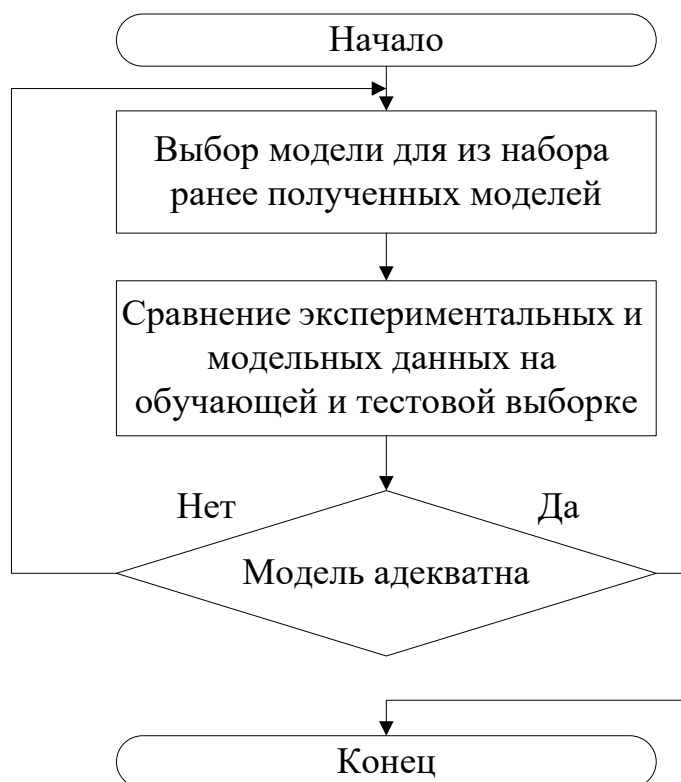 Начало
Выбор модели для из набора
ранее полученных моделей
Сравнение экспериментальных и
модельных данных на
обучающей и тестовой выборке
Нет
Да
Модель адекватна
Конец